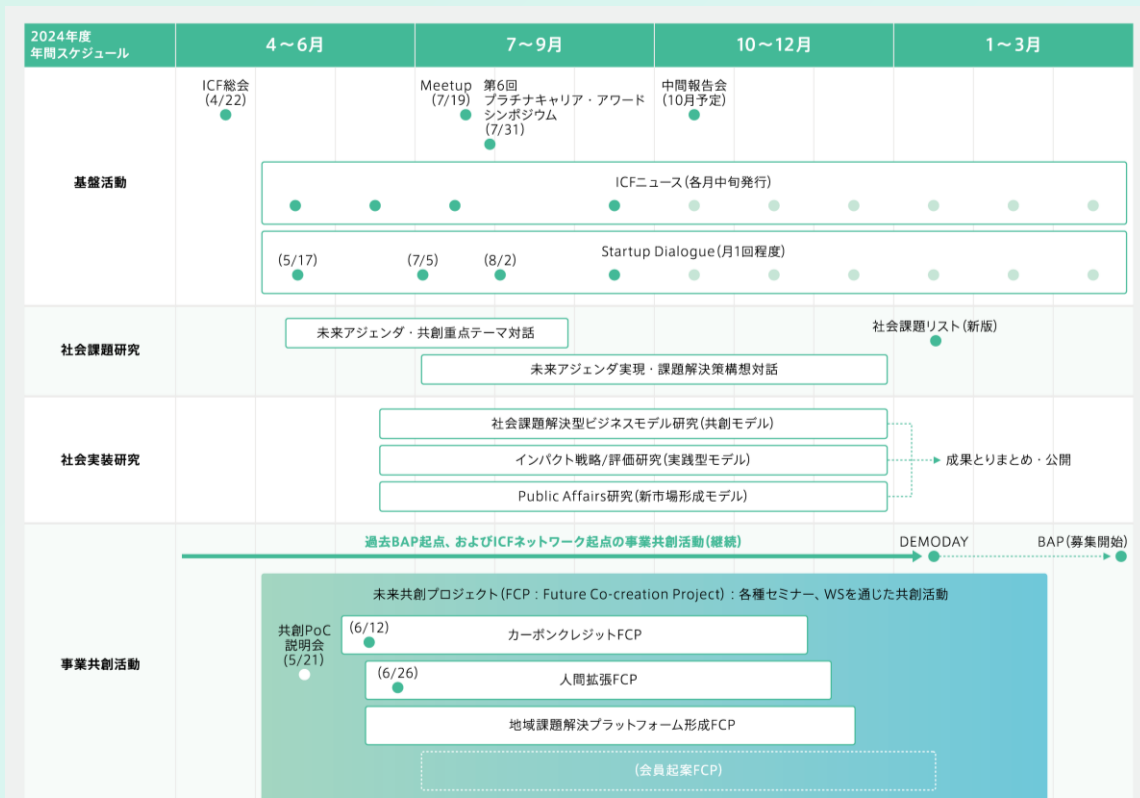 2024年度
年間スケジュール
4～6月
7～9月
10～12月
1～3月
基盤活動
ICF総会
(4/22)
Meetup
(7/19)
第6回
プラチナキャリア・アワード
シンポジウム
(7/31)
中間報告会
(10月予定)
ICFニュース(各月中旬発行)
Startup Dialogue(月1回程度)
(5/17)
(7/5)
(8/2)
社会課題研究
未来アジェンダ・共創重点テーマ対話
社会課題リスト(新版)
未来アジェンダ実現・課題解決策構想対話
社会実装研究
社会課題解決型ビジネスモデル研究(共創モデル)
インパクト戦略/評価研究(実践型モデル)
Public Affairs研究(新市場形成モデル)
成果とりまとめ・公開
事業共創活動
過去BAP起点、およびICFネットワーク起点の事業共創活動(継続)
DEMODAY
BAP(募集開始)
未来共創プロジェクト(FCP：Future Co-creation Project)：各種セミナー、WSを通じた共創活動
共創PoC
説明会
(5/21)
(6/12)
カーボンクレジットFCP
(6/26)
人間拡張FCP
地域課題解決プラットフォーム形成FCP
(会員起案FCP)